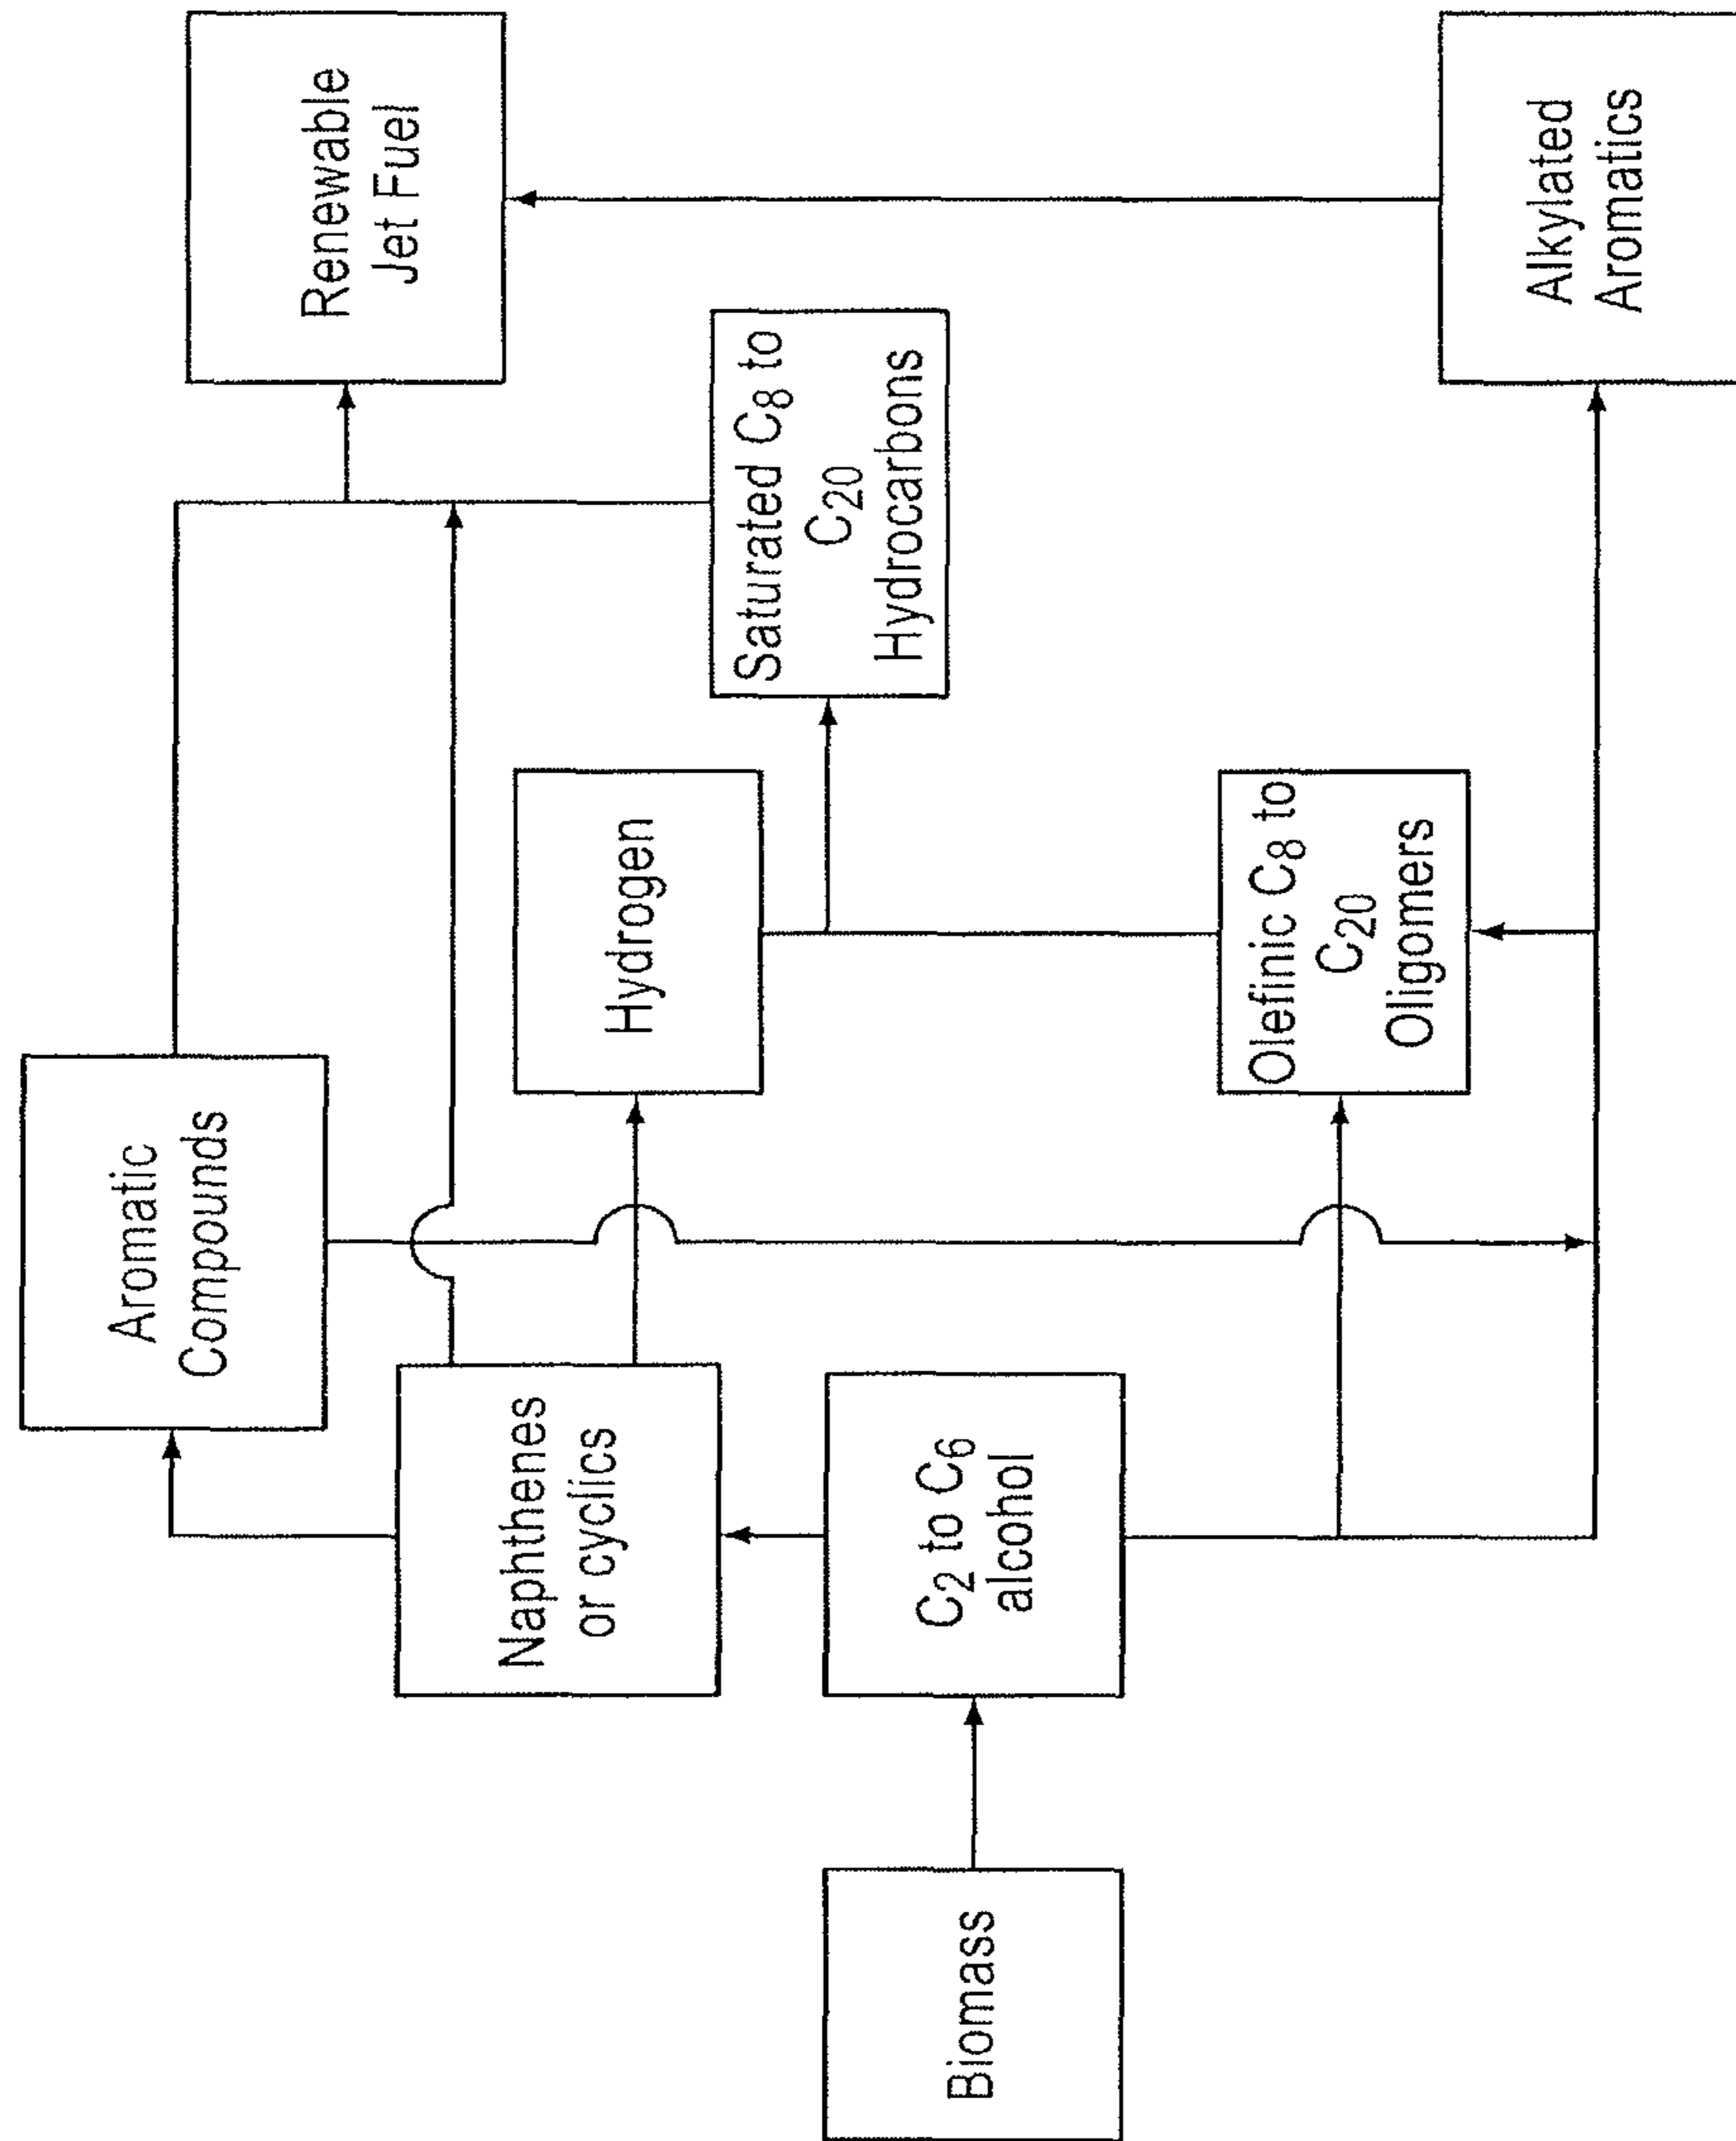 Biomass
C₂ to C₆
alcohol
Naphthenes
or cyclics
Aromatic
Compounds
Hydrogen
Olefinic C₈ to
C₂₀
Oligomers
Saturated C₈ to
C₂₀
Hydrocarbons
Renewable
Jet Fuel
Alkylated
Aromatics